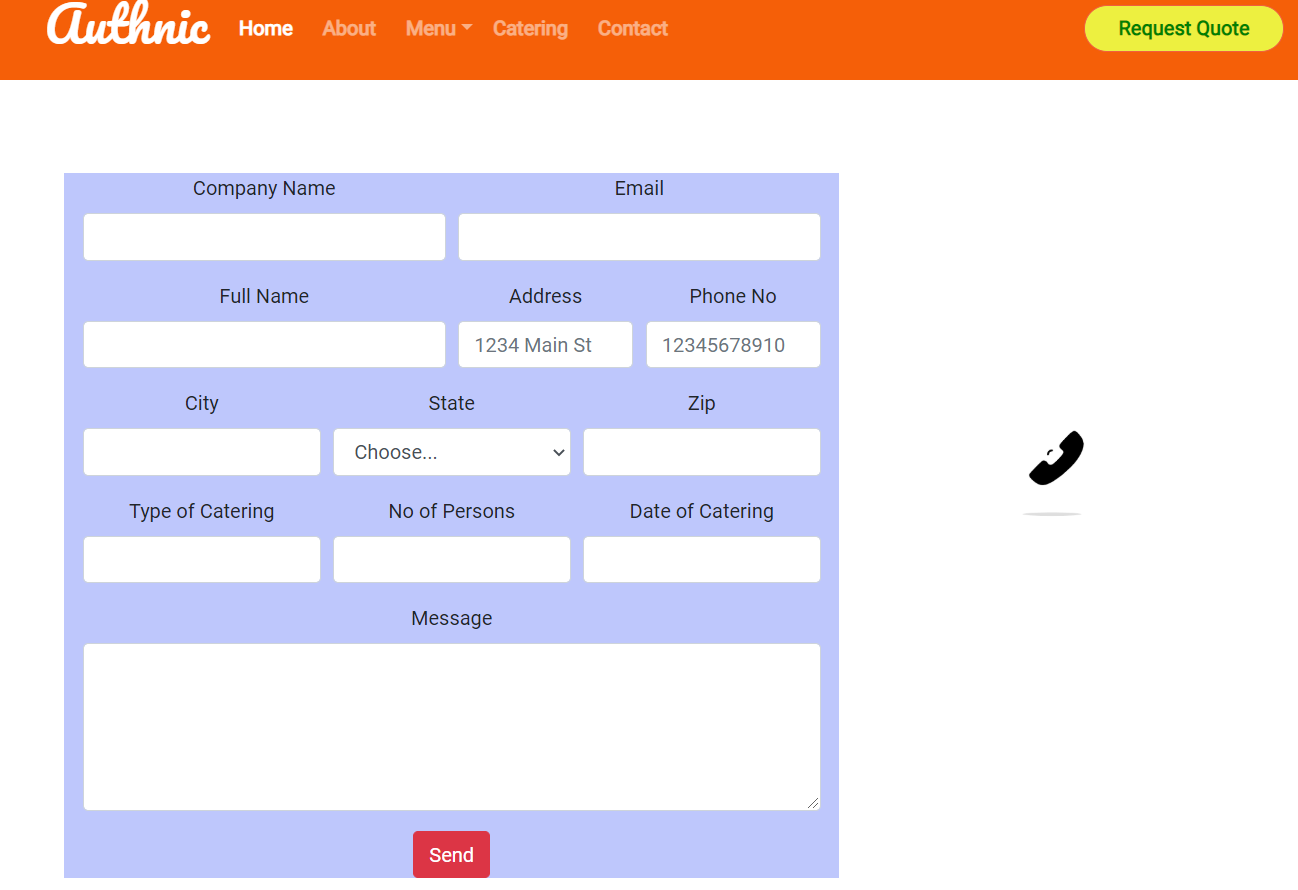 Authnic Home About Menu Catering Contact Request Quote
Company Name Email
Full Name Address Phone No
1234 Main St 12345678910
City State Zip
Choose...
Type of Catering No of Persons Date of Catering
Message
Send